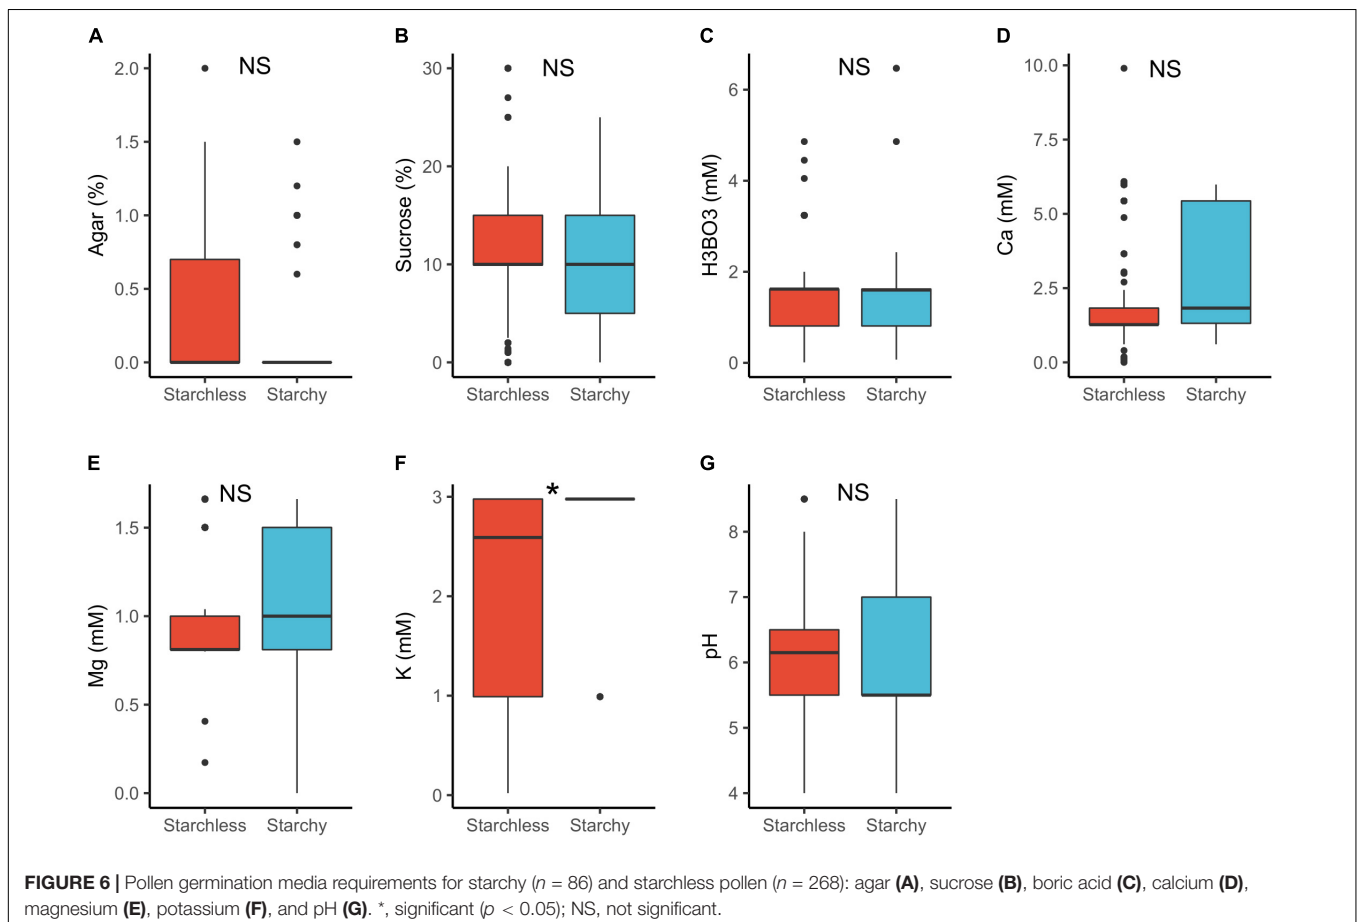 A
B
C
D
NS
NS
NS
NS
Agar (%)
2.0
1.5
1.0
0.5
0.0
Starchless Starchy
Sucrose (%)
30
20
10
0
Starchless Starchy
H3BO3 (mM)
6
4
2
0
Starchless Starchy
Ca (mM)
10.0
7.5
5.0
2.5
0.0
Starchless Starchy
E
F
G
NS
*
NS
Mg (mM)
1.5
1.0
0.5
0.0
Starchless Starchy
K (mM)
3
2
1
0
Starchless Starchy
pH
8
7
6
5
4
Starchless Starchy
FIGURE 6 | Pollen germination media requirements for starchy (n = 86) and starchless pollen (n = 268): agar (A), sucrose (B), boric acid (C), calcium (D),
magnesium (E), potassium (F), and pH (G). *, significant (p < 0.05); NS, not significant.